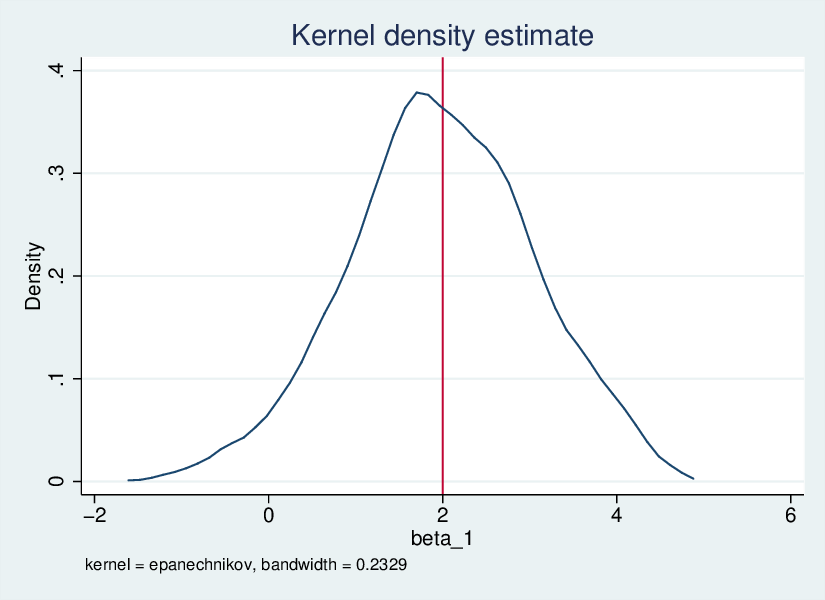 Kernel density estimate
.4
.3
.2
.1
0
Density
−2 0 2 4 6
beta_1
kernel = epanechnikov, bandwidth = 0.2329